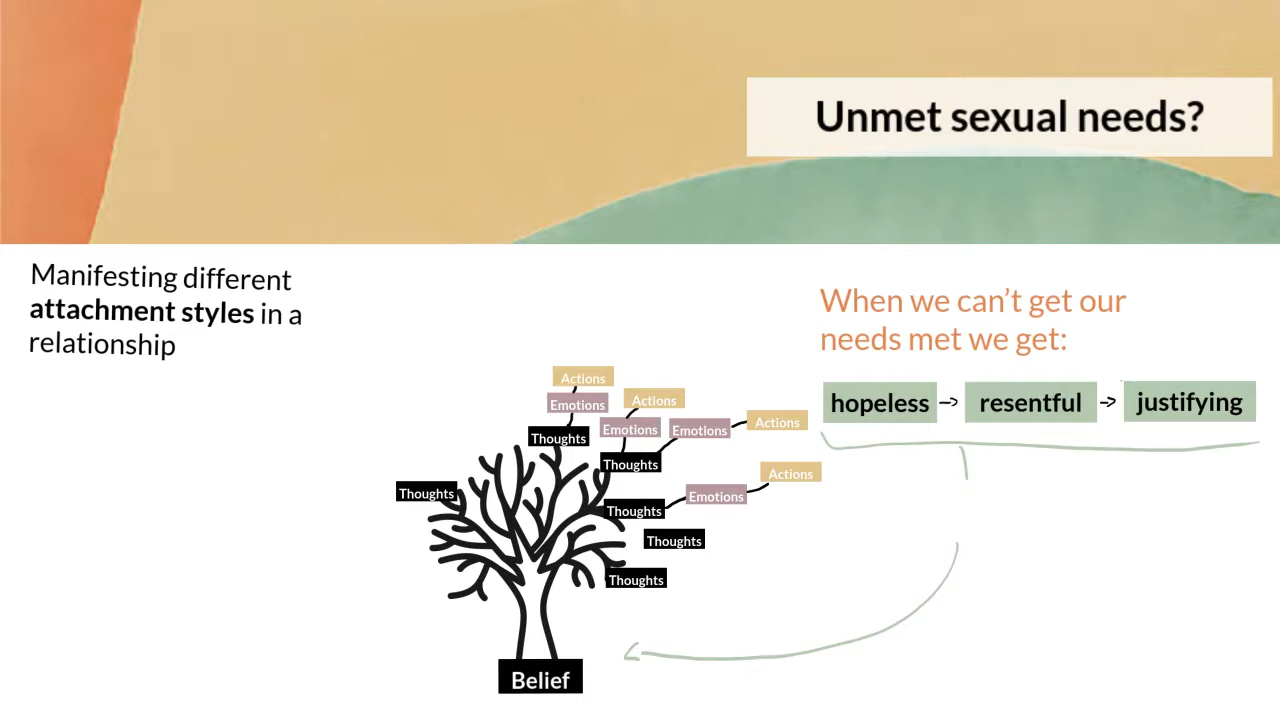 Unmet sexual needs?
Manifesting different
attachment styles in a
relationship
When we can't get our
needs met we get:
hopeless
resentful
justifying
Actions
Emotions
Thoughts
Actions
Emotions
Emotions
Actions
Thoughts
Actions
Emotions
Thoughts
Thoughts
Thoughts
Thoughts
Belief